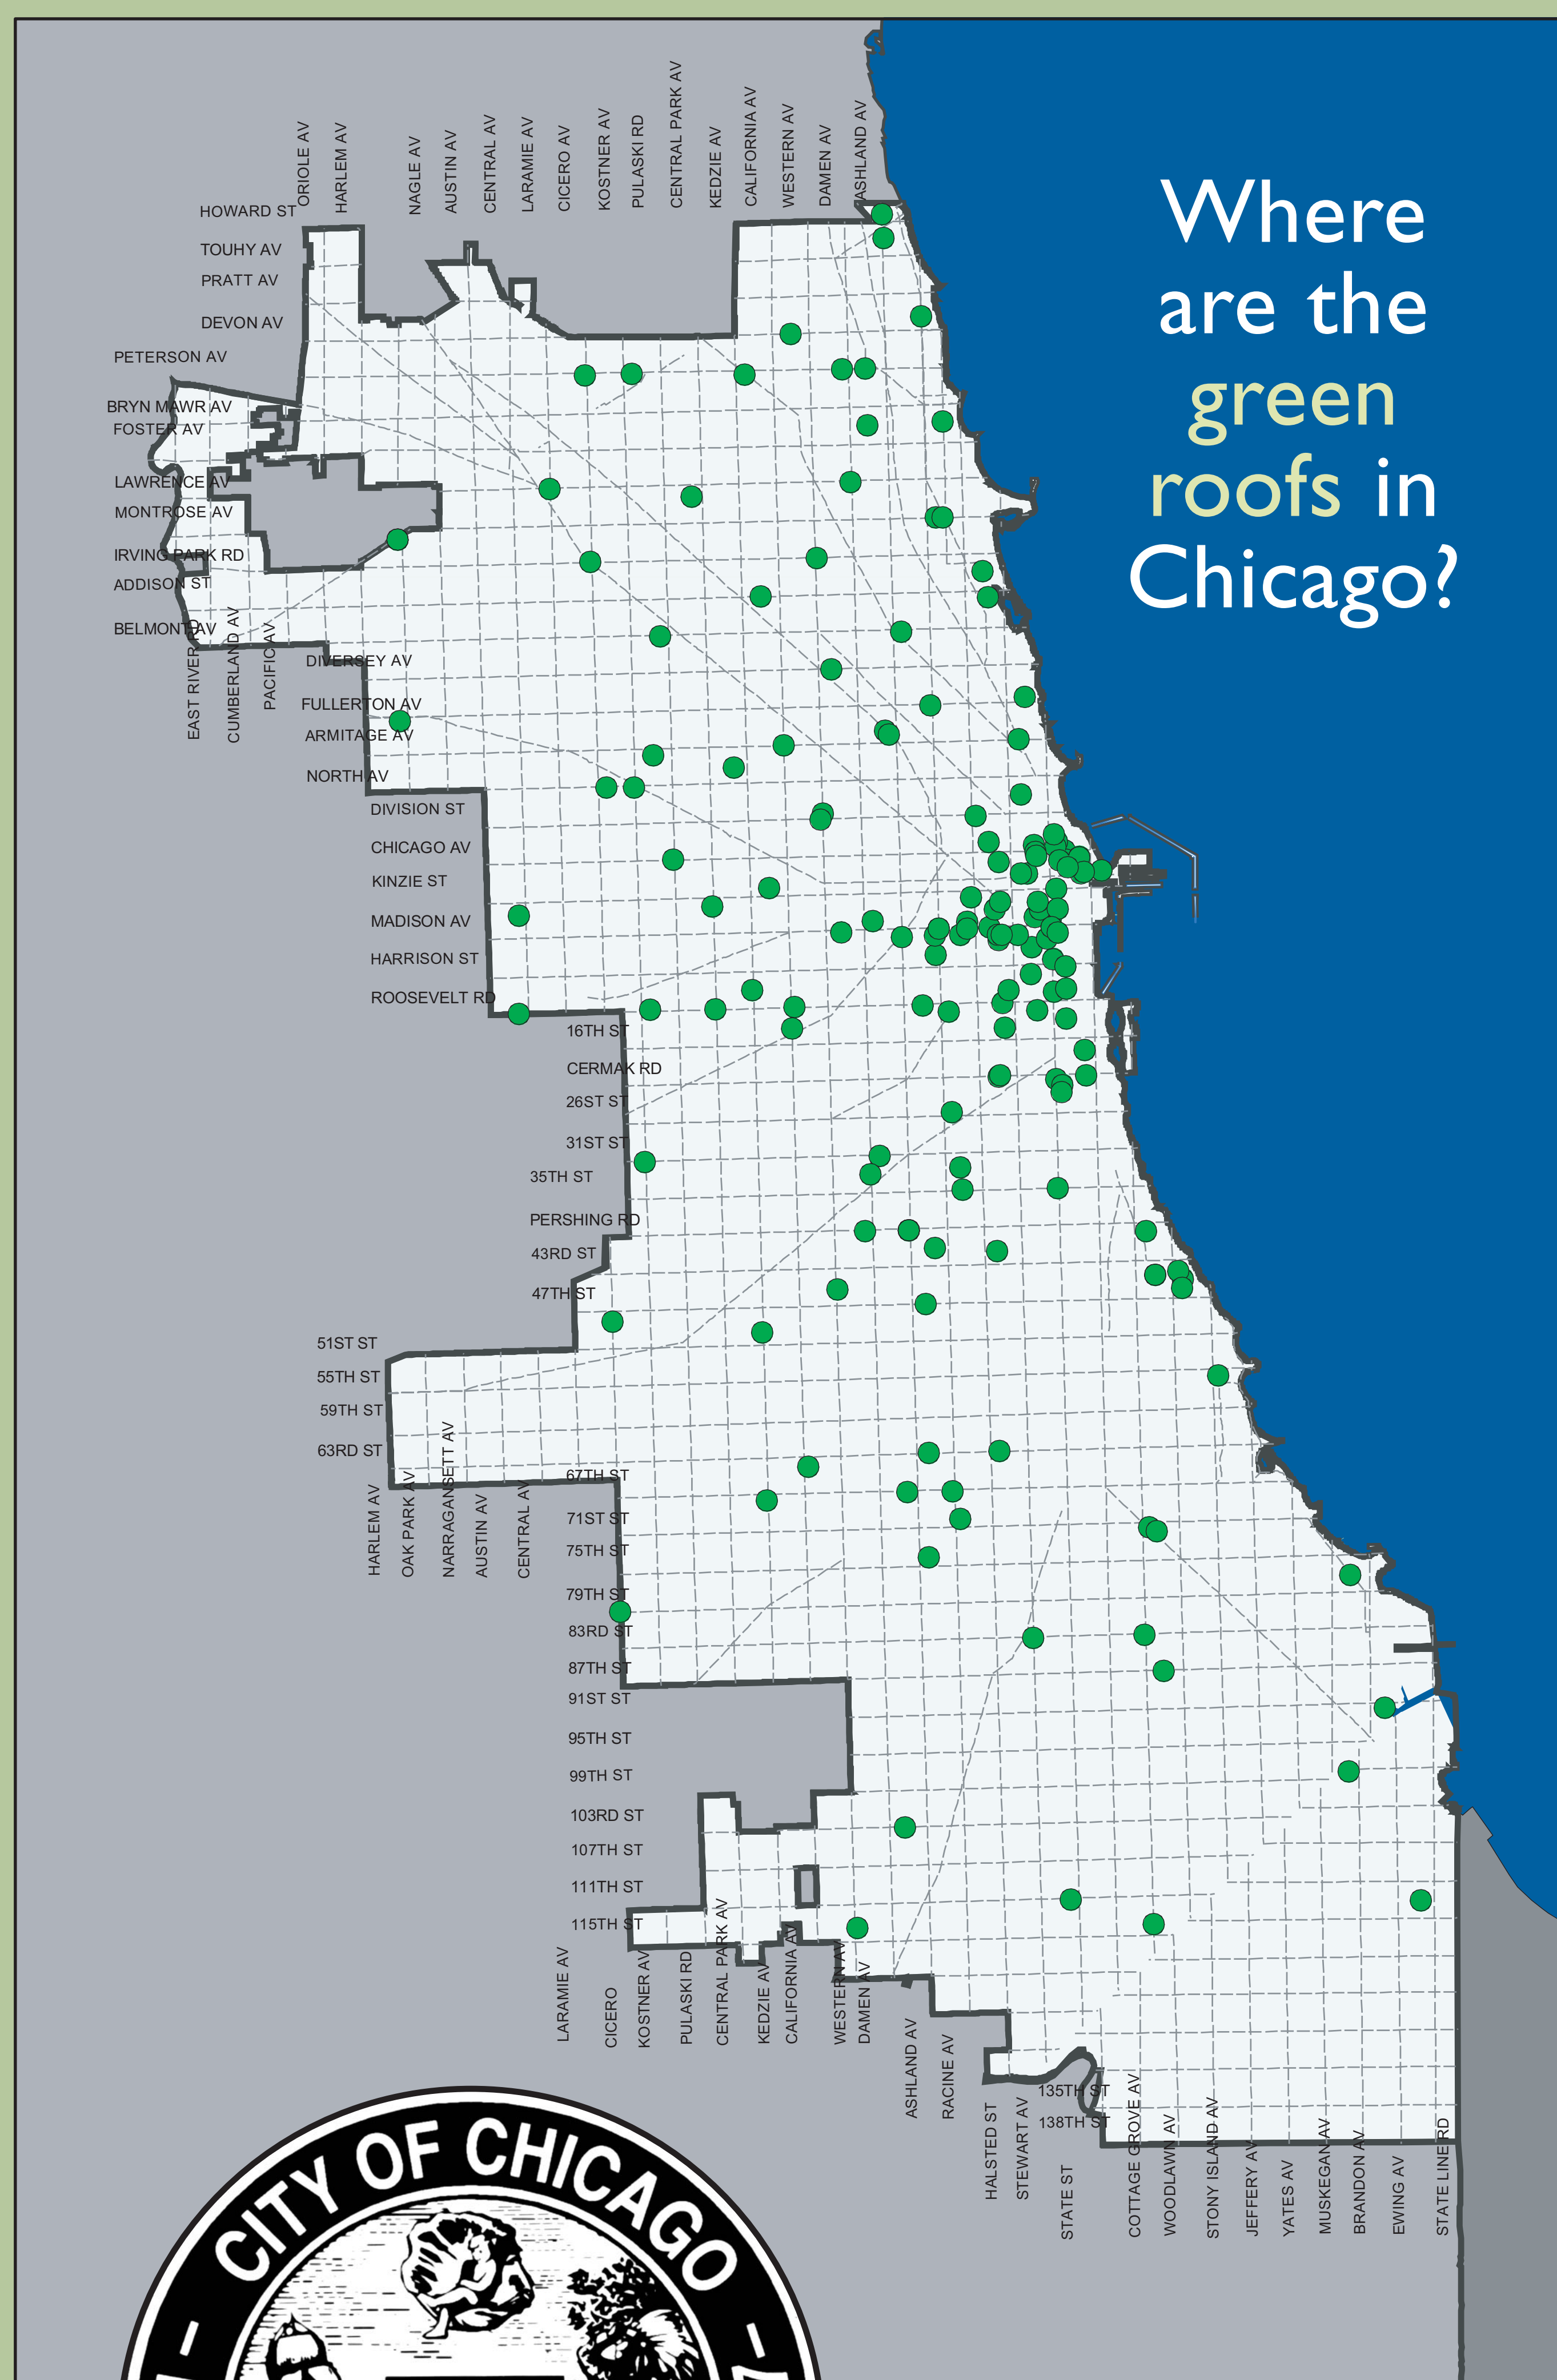 Where
are the
green
roofs in
Chicago?
ORIOLE AV
HARLEM AV
NAGLE AV
AUSTIN AV
CENTRAL AV
LARAMIE AV
CICERO AV
KOSTNER AV
PULASKI RD
CENTRAL PARK AV
KEDZIE AV
CALIFORNIA AV
WESTERN AV
DAMEN AV
ASHLAND AV
HOWARD ST
TOUHY AV
PRATT AV
DEVON AV
PETERSON AV
BRYN MAWR AV
FOSTER AV
LAWRENCE AV
MONTROSE AV
IRVING PARK RD
ADDISON ST
BELMONT AV
EAST RIVER RD
CUMBERLAND AV
PACIFIC AV
DIVERSEY AV
FULLERTON AV
ARMITAGE AV
NORTH AV
DIVISION ST
CHICAGO AV
KINZIE ST
MADISON AV
HARRISON ST
ROOSEVELT RD
16TH ST
CERMAK RD
26ST ST
31ST ST
35TH ST
PERSHING RD
43RD ST
47TH ST
51ST ST
55TH ST
59TH ST
63RD ST
HARLEM AV
OAK PARK AV
NARRAGANSETT AV
AUSTIN AV
CENTRAL AV
67TH ST
71ST ST
75TH ST
79TH ST
83RD ST
87TH ST
91ST ST
95TH ST
99TH ST
103RD ST
107TH ST
111TH ST
115TH ST
LARAMIE AV
CICERO
KOSTNER AV
PULASKI RD
CENTRAL PARK AV
KEDZIE AV
CALIFORNIA AV
WESTERN AV
DAMEN AV
ASHLAND AV
RACINE AV
HALSTED ST
STEWART AV
135TH ST
138TH ST
STATE ST
COTTAGE GROVE AV
WOODLAWN AV
STONY ISLAND AV
JEFFERY AV
YATES AV
MUSKEGAN AV
BRANDON AV
EWING AV
STATE LINE RD
CITY OF CHICAGO